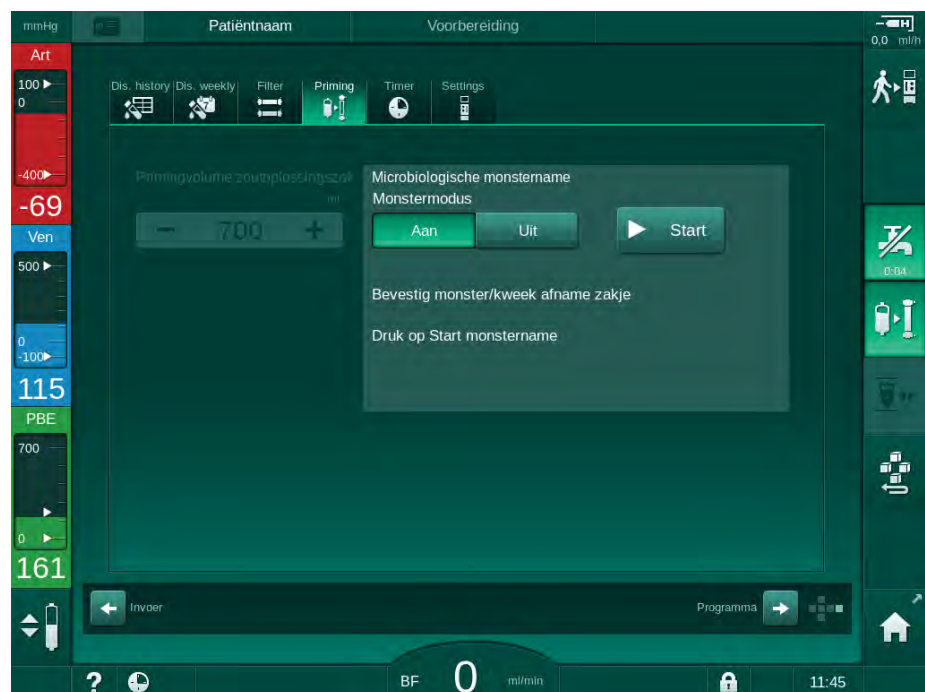 mmHg
Patiëntnaam
Voorbereiding
0,0 ml/h
Art
100
0
-400
-69
Ven
500
0
-100
115
PBE
700
0
161
Dis. history
Dis. weekly
Filter
Priming
Timer
Settings
Primingvolume zoutoplossingszak
ml
− 700 +
Microbiologische monstername
Monstermodus
Aan
Uit
Start
Bevestig monster/kweek afname zakje
Druk op Start monstername
0:04
Invoer
Programma
?
BF 0 ml/min
11:45